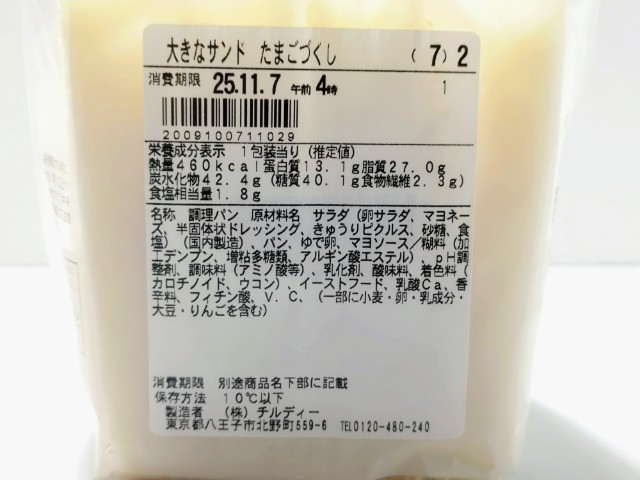 大きなサンド たまごづくし (7)2
消費期限 25.11.7 午前4時 1
2009100711029
栄養成分表示 1包装当り(推定値)
熱量460kcal蛋白質13.1g脂質27.0g
炭水化物42.4g(糖質40.1g食物繊維2.3g)
食塩相当量1.8g
名称 調理パン 原材料名 サラダ(卵サラダ、マヨネー
ズ、半固体状ドレッシング、きゅうりピクルス、砂糖、食
塩)(国内製造)、パン、ゆで卵、マヨソース/糊料(加
工デンプン、増粘多糖類、アルギン酸エステル)、pH調
整剤、調味料(アミノ酸等)、乳化剤、酸味料、着色料(
カロチノイド、ウコン)、イーストフード、乳酸Ca、香
辛料、フィチン酸、V.C、(一部に小麦・卵・乳成分・
大豆・りんごを含む)
消費期限 別途商品名下部に記載
保存方法 10℃以下
製造者 (株)チルディー
東京都八王子市北野町559-6 TEL0120-480-240